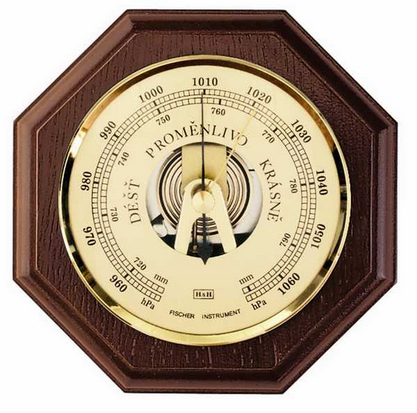 960 970 980 990 1000 1010 1020 1030 1040 1050 1060
720 730 740 750 760 770 780 790
DÉŠŤ PROMĚNLIVO KRÁSNĚ
mm mm
hPa hPa
H&H
FISCHER INSTRUMENT